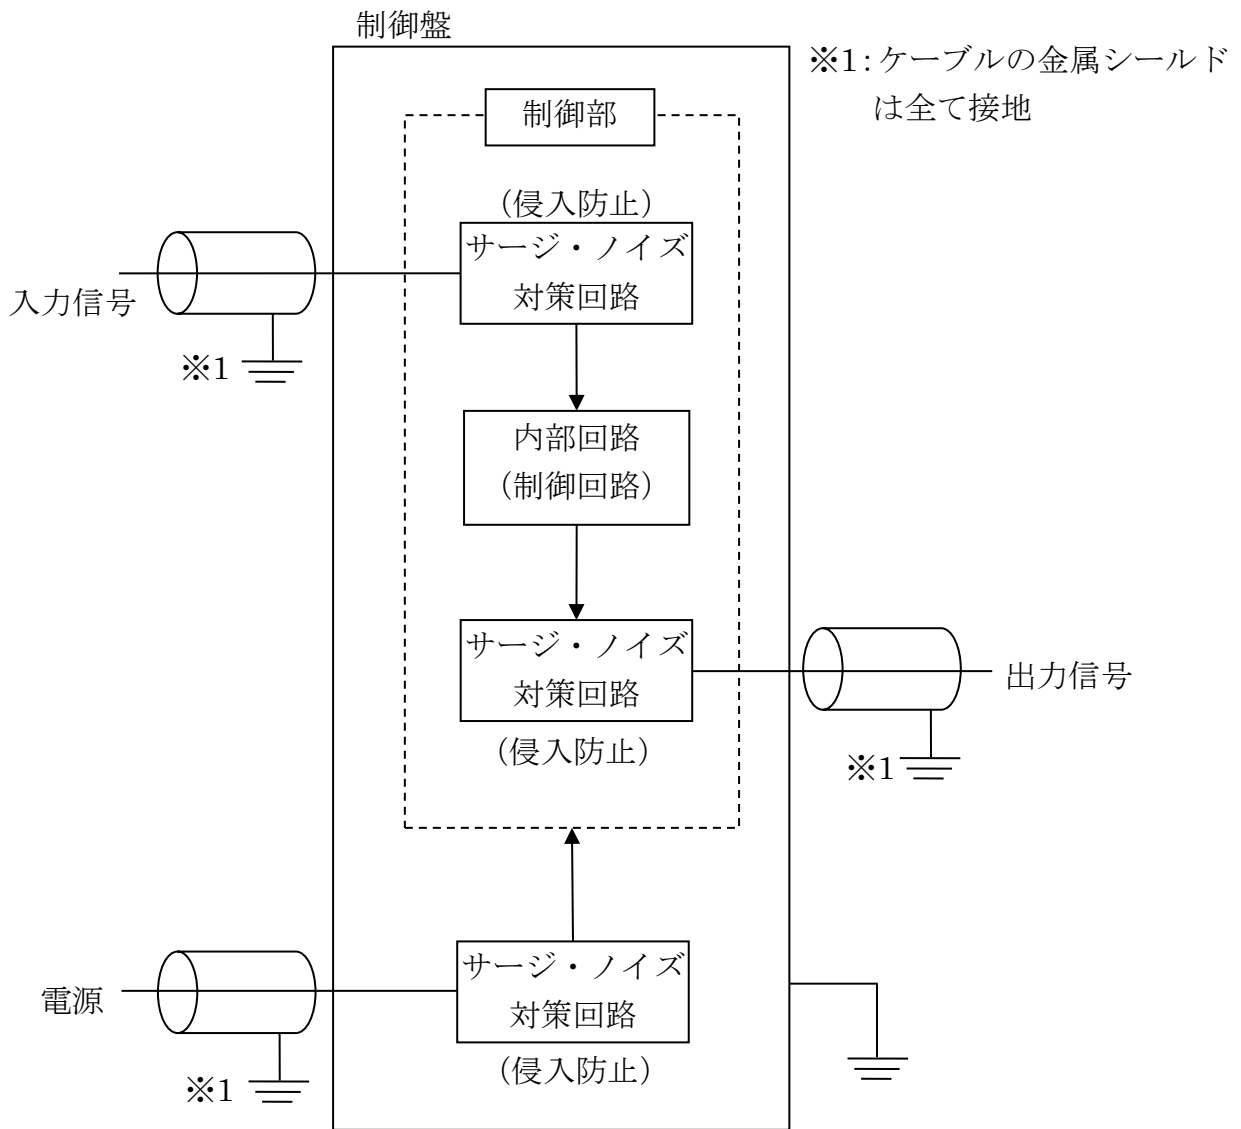 制御盤
※1:ケーブルの金属シールド
は全て接地
制御部
(侵入防止)
サージ・ノイズ
対策回路
入力信号
※1
内部回路
(制御回路)
サージ・ノイズ
対策回路
(侵入防止)
出力信号
※1
サージ・ノイズ
対策回路
(侵入防止)
電源
※1